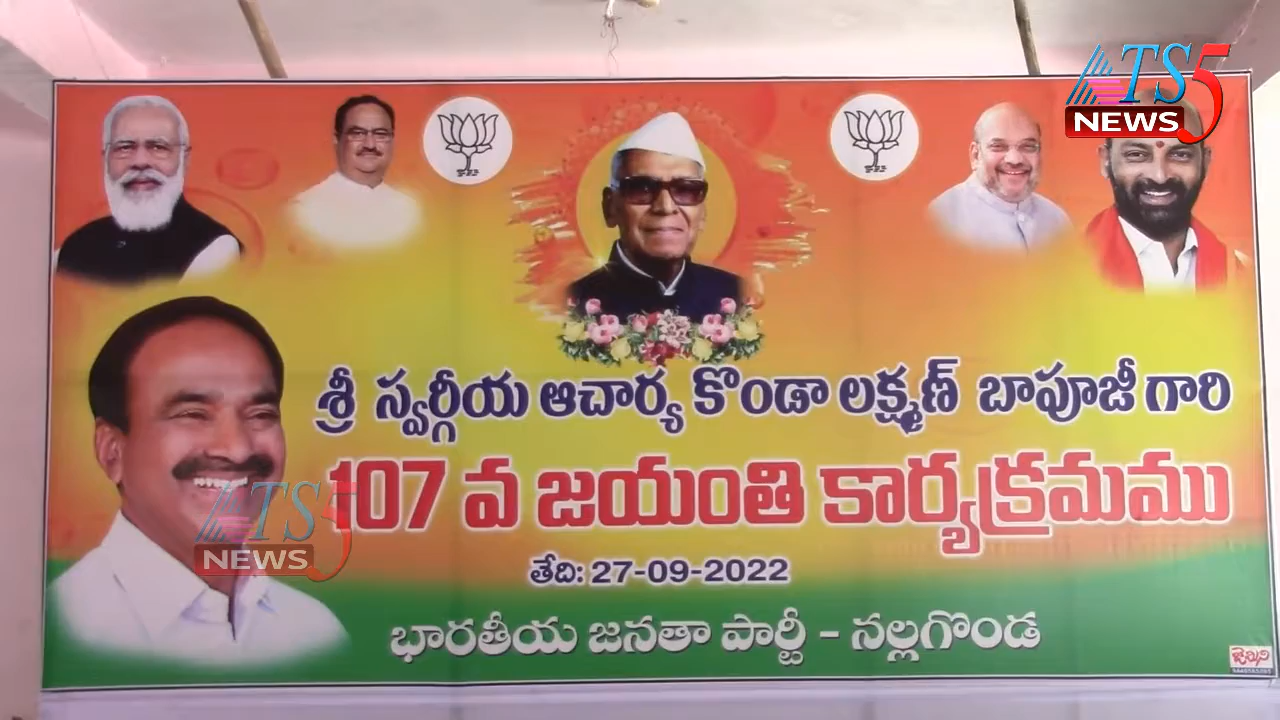 TS5
NEWS
శ్రీ స్వర్గీయ ఆచార్య కొండా లక్ష్మణ్ బాపూజీ గారి
107 వ జయంతి కార్యక్రమము
TS5
NEWS
తేది: 27-09-2022
భారతీయ జనతా పార్టీ - నల్లగొండ